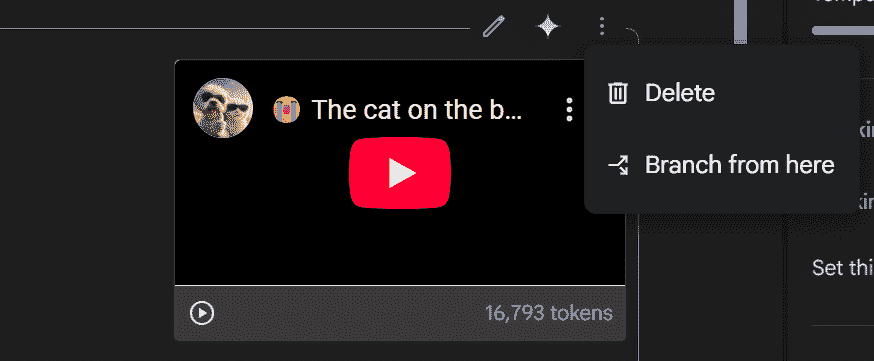 😭 The cat on the b...
Delete
Branch from here
Set thi
16,793 tokens